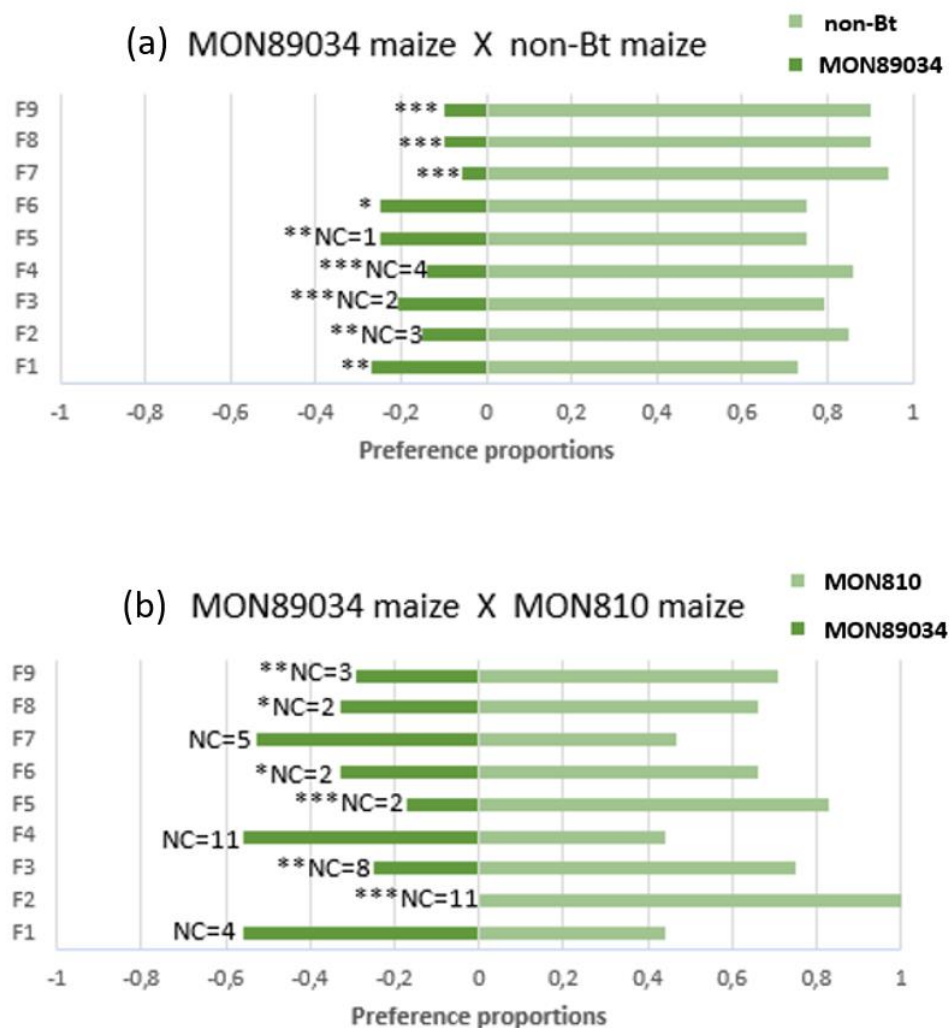 (a) MON89034 maize X non-Bt maize
non-Bt
MON89034
F9 ***
F8 ***
F7 ***
F6 *
F5 **NC=1
F4 ***NC=4
F3 ***NC=2
F2 **NC=3
F1 **
-1 -0,8 -0,6 -0,4 -0,2 0 0,2 0,4 0,6 0,8 1
Preference proportions
(b) MON89034 maize X MON810 maize
MON810
MON89034
F9 **NC=3
F8 *NC=2
F7 NC=5
F6 *NC=2
F5 ***NC=2
F4 NC=11
F3 **NC=8
F2 ***NC=11
F1 NC=4
-1 -0,8 -0,6 -0,4 -0,2 0 0,2 0,4 0,6 0,8 1
Preference proportions